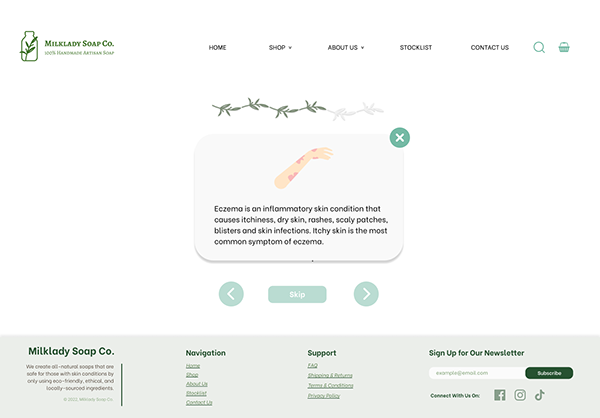 Milklady Soap Co.
100% Handmade Artisan Soap
HOME
SHOP
ABOUT US
STOCKLIST
CONTACT US
Eczema is an inflammatory skin condition that
causes itchiness, dry skin, rashes, scaly patches,
blisters and skin infections. Itchy skin is the most
common symptom of eczema.
Skip
Milklady Soap Co.
We create all-natural soaps that are
safe for those with skin conditions by
only using eco-friendly, ethical, and
locally-sourced ingredients.
© 2022, Milklady Soap Co.
Navigation
Home
Shop
About Us
Stocklist
Contact Us
Support
FAQ
Shipping & Returns
Terms & Conditions
Privacy Policy
Sign Up for Our Newsletter
example@email.com
Subscribe
Connect With Us On: